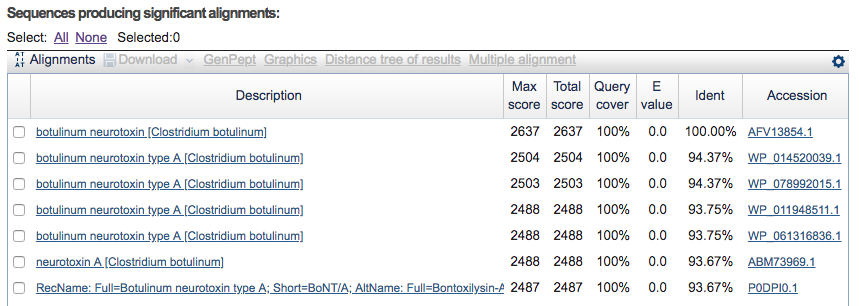 Sequences producing significant alignments:
Select: All None Selected:0
Alignments Download GenPept Graphics Distance tree of results Multiple alignment
Description Max score Total score Query cover E value Ident Accession
botulinum neurotoxin [Clostridium botulinum] 2637 2637 100% 0.0 100.00% AFV13854.1
botulinum neurotoxin type A [Clostridium botulinum] 2504 2504 100% 0.0 94.37% WP_014520039.1
botulinum neurotoxin type A [Clostridium botulinum] 2503 2503 100% 0.0 94.37% WP_078992015.1
botulinum neurotoxin type A [Clostridium botulinum] 2488 2488 100% 0.0 93.75% WP_011948511.1
botulinum neurotoxin type A [Clostridium botulinum] 2488 2488 100% 0.0 93.75% WP_061316836.1
neurotoxin A [Clostridium botulinum] 2488 2488 100% 0.0 93.67% ABM73969.1
RecName: Full=Botulinum neurotoxin type A; Short=BoNT/A; AltName: Full=Bontoxilysin-A 2487 2487 100% 0.0 93.67% P0DPI0.1